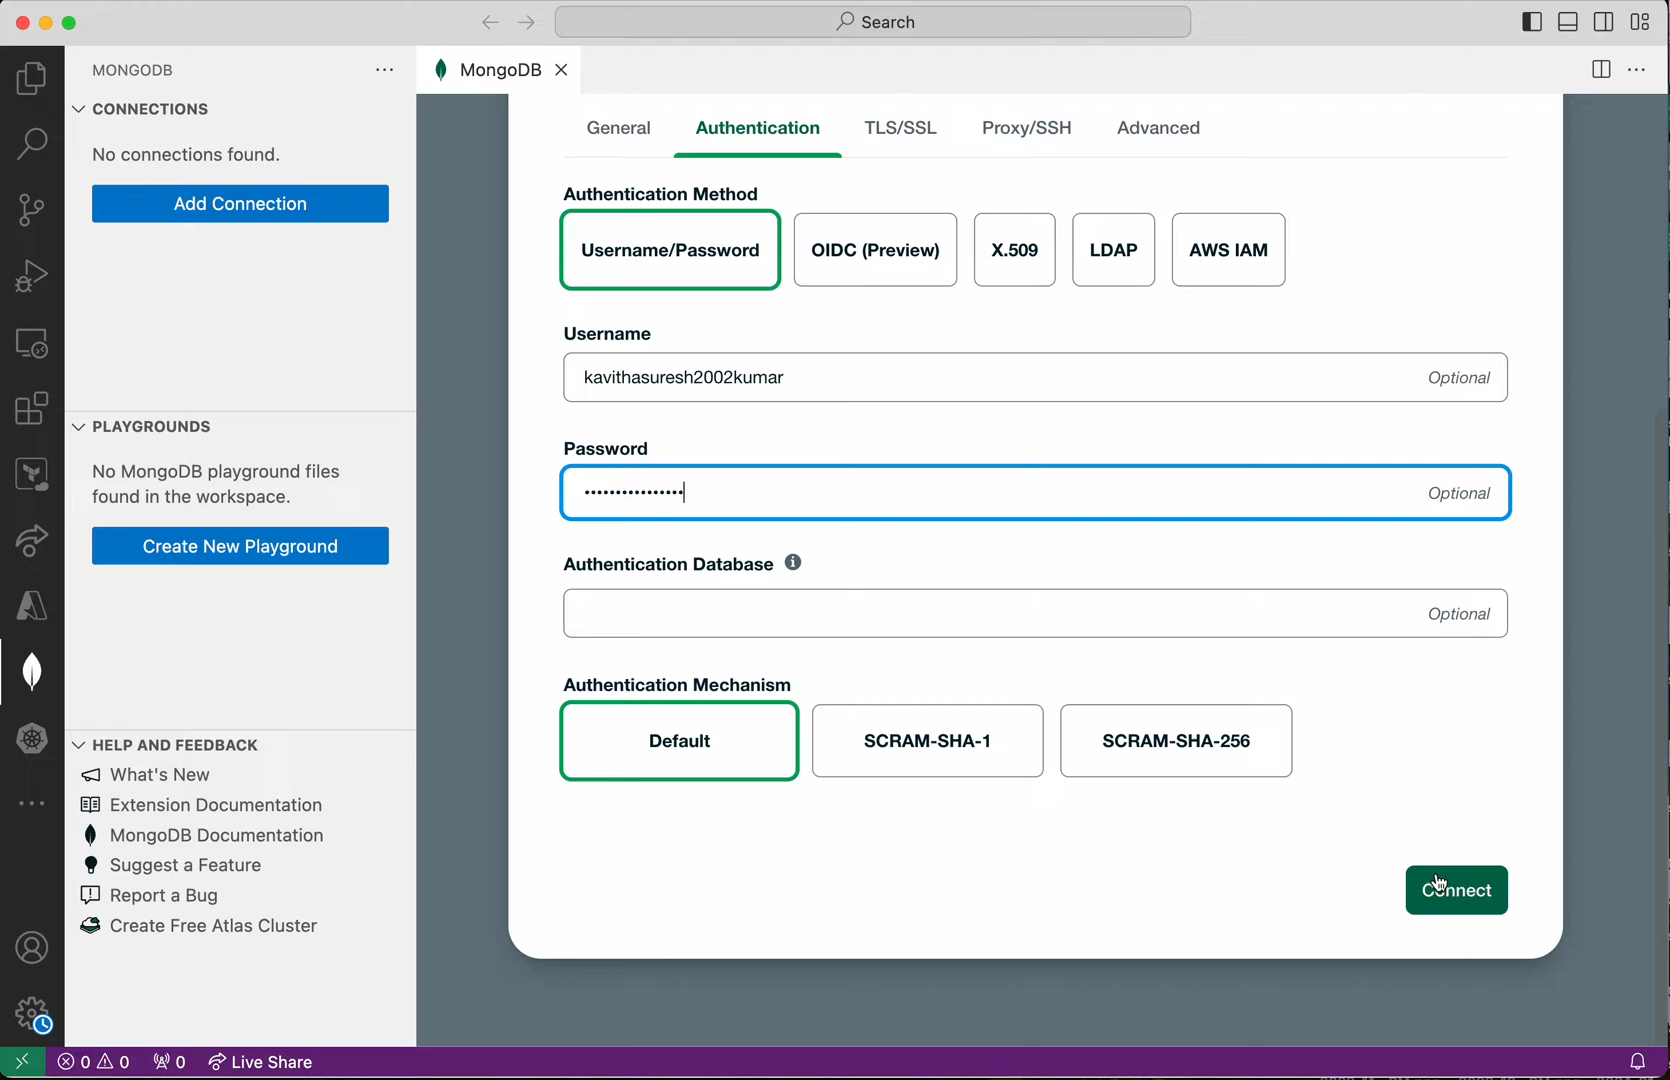 Search
MONGODB
MongoDB
CONNECTIONS
No connections found.
Add Connection
PLAYGROUNDS
No MongoDB playground files
found in the workspace.
Create New Playground
HELP AND FEEDBACK
What's New
Extension Documentation
MongoDB Documentation
Suggest a Feature
Report a Bug
Create Free Atlas Cluster
General Authentication TLS/SSL Proxy/SSH Advanced
Authentication Method
Username/Password OIDC (Preview) X.509 LDAP AWS IAM
Username
kavithasuresh2002kumar Optional
Password
•••••••••••••••• Optional
Authentication Database
Optional
Authentication Mechanism
Default SCRAM-SHA-1 SCRAM-SHA-256
Connect
0 0 0 Live Share